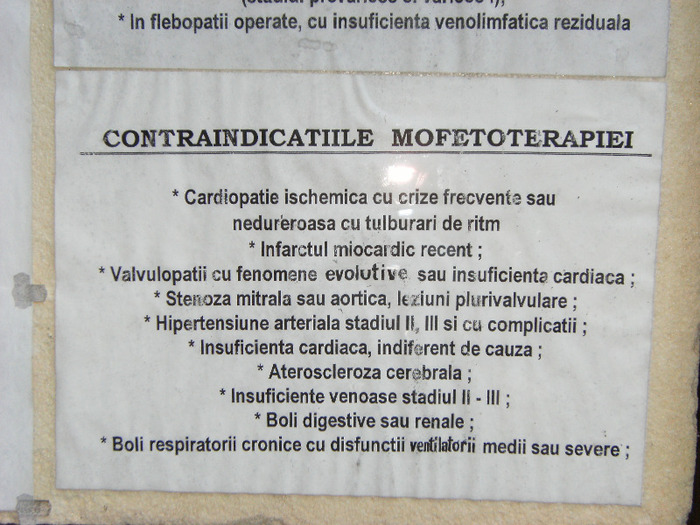 * In flebopatii operate, cu insuficienta venolimfatica reziduala
CONTRAINDICATIILE MOFETOTERAPIEI
* Cardiopatie ischemica cu crize frecvente sau
nedureroasa cu tulburari de ritm
* Infarctul miocardic recent ;
* Valvulopatii cu fenomene evolutive sau insuficienta cardiaca ;
* Stenoza mitrala sau aortica, leziuni plurivalvulare ;
* Hipertensiune arteriala stadiul II, III si cu complicatii ;
* Insuficienta cardiaca, indiferent de cauza ;
* Ateroscleroza cerebrala ;
* Insuficiente venoase stadiul II - III ;
* Boli digestive sau renale ;
* Boli respiratorii cronice cu disfunctii ventilatorii medii sau severe ;